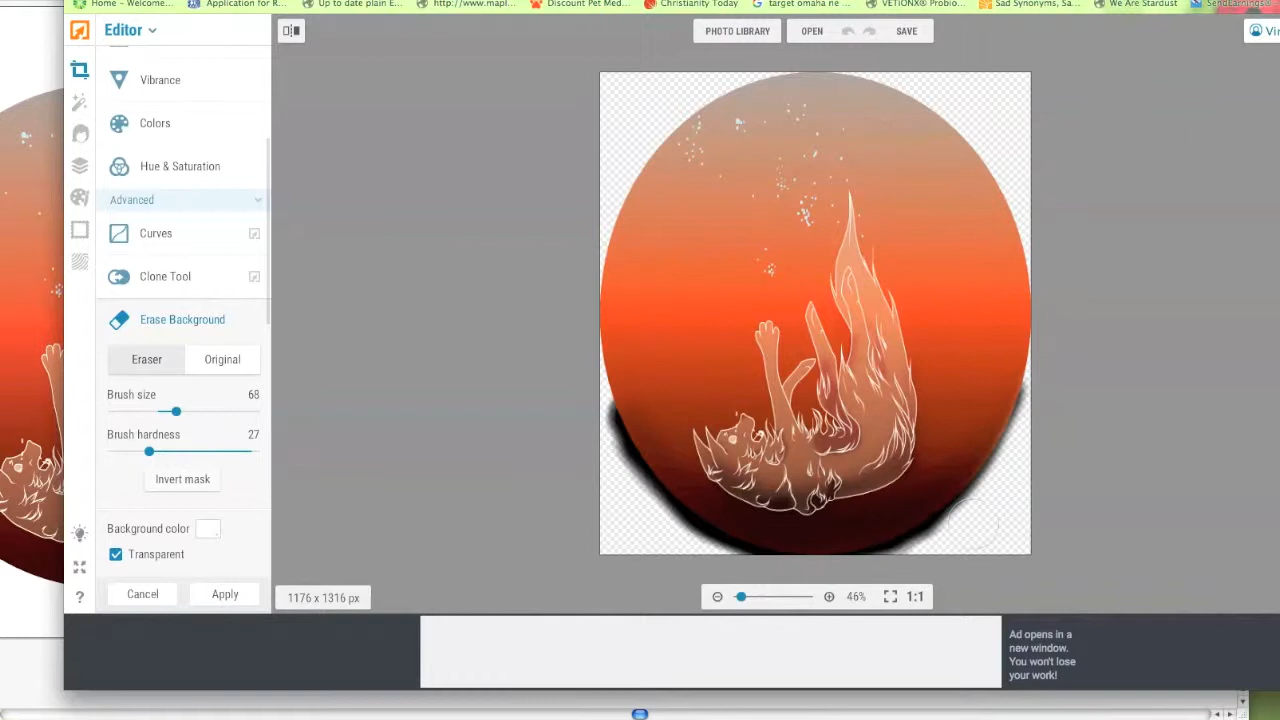 Home - Welcome... Application for R... Up to date plain E... http://www.mapl... Discount Pet Med... Christianity Today target omaha ne ... VETIONX® Probio... Sad Synonyms, Sa... We Are Stardust SendEarnings®
Editor
PHOTO LIBRARY OPEN SAVE Vir
Vibrance
Colors
Hue & Saturation
Advanced
Curves
Clone Tool
Erase Background
Eraser Original
Brush size 68
Brush hardness 27
Invert mask
Background color
Transparent
Cancel Apply
1176 x 1316 px 46% 1:1
?
Ad opens in a
new window.
You won't lose
your work!